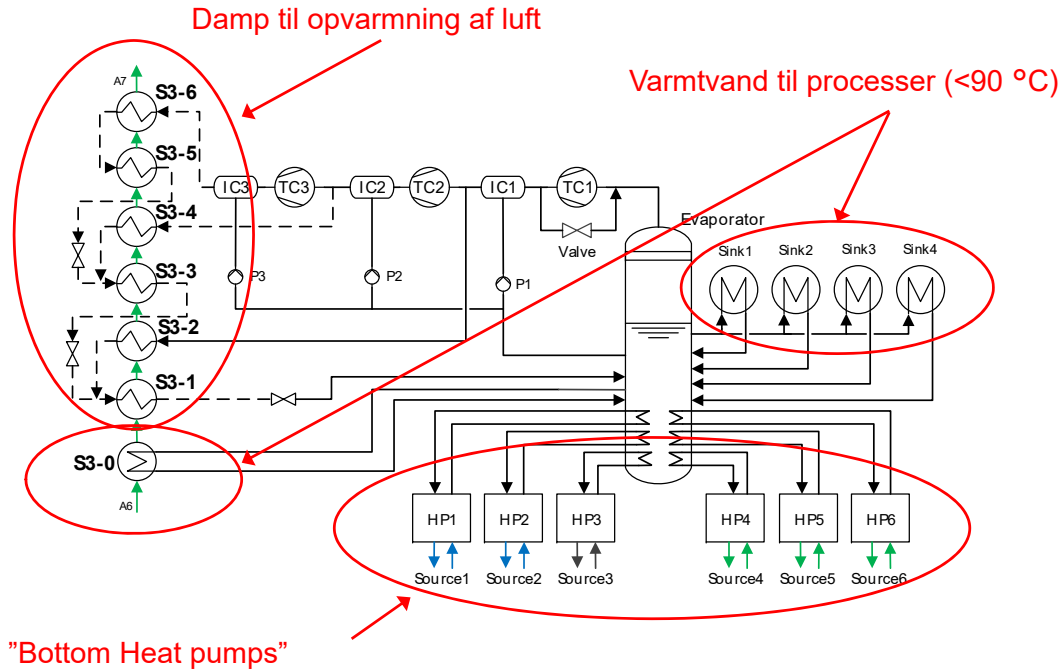 Damp til opvarmning af luft
Varmtvand til processer (<90 °C)
A7
S3-6
S3-5
S3-4
S3-3
S3-2
S3-1
S3-0
A6
IC3
TC3
IC2
TC2
IC1
TC1
Valve
Evaporator
P3
P2
P1
Sink1
Sink2
Sink3
Sink4
HP1
HP2
HP3
HP4
HP5
HP6
Source1
Source2
Source3
Source4
Source5
Source6
”Bottom Heat pumps”